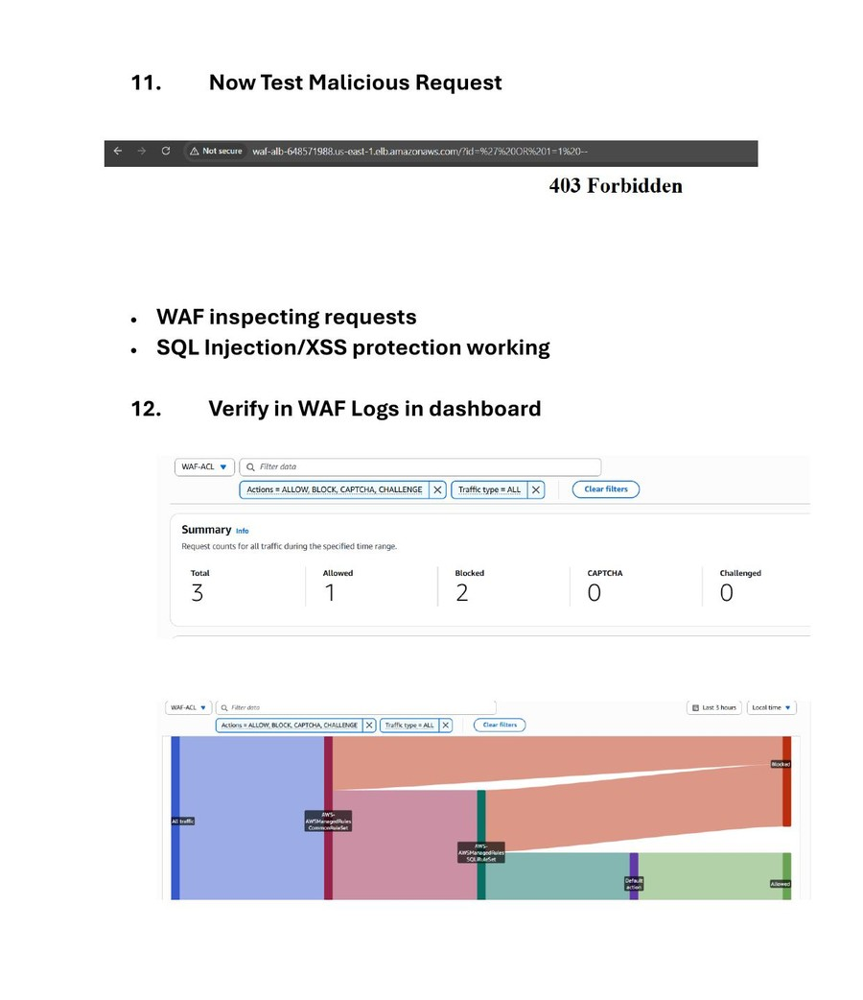 11. Now Test Malicious Request
Not secure waf-alb-648571988.us-east-1.elb.amazonaws.com/?id=%27%20OR%201=1%20--
403 Forbidden
• WAF inspecting requests
• SQL Injection/XSS protection working
12. Verify in WAF Logs in dashboard
WAF-ACL Filter data
Actions = ALLOW, BLOCK, CAPTCHA, CHALLENGE Traffic type = ALL Clear filters
Summary Info
Request counts for all traffic during the specified time range.
Total Allowed Blocked CAPTCHA Challenged
3 1 2 0 0
WAF-ACL Filter data Last 3 hours Local time
Actions = ALLOW, BLOCK, CAPTCHA, CHALLENGE Traffic type = ALL Clear filters
Blocked
AWS-
All traffic AWSManagedRules
CommonRuleSet
AWS-
AWSManagedRules
SQLiRuleSet
Default
action
Allowed